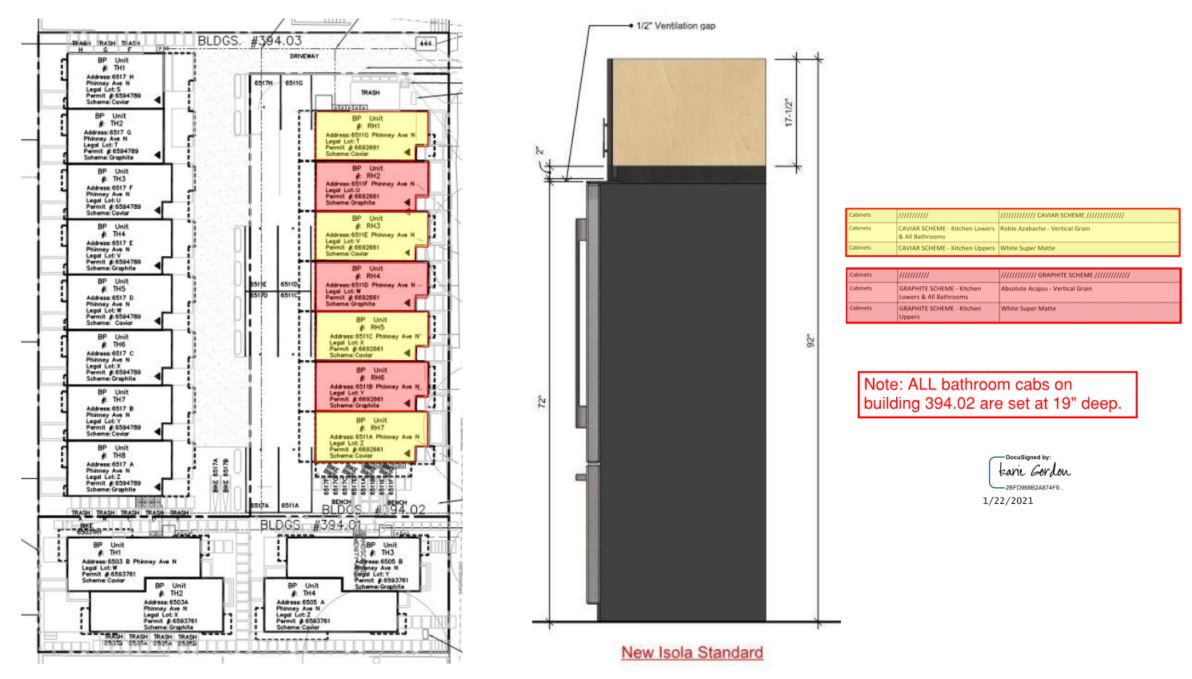 BLDGS. #394.03
446
TRASH TRASH TRASH
H G F
DRIVEWAY
BP Unit
#: TH1
Address: 6517 H
Phinney Ave N
Legal Lot: S
Permit #: 6594789
Scheme: Caviar
BP Unit
#: TH2
Address: 6517 G
Phinney Ave N
Legal Lot: T
Permit #: 6594789
Scheme: Graphite
BP Unit
#: TH3
Address: 6517 F
Phinney Ave N
Legal Lot: U
Permit #: 6594789
Scheme: Caviar
BP Unit
#: TH4
Address: 6517 E
Phinney Ave N
Legal Lot: V
Permit #: 6594789
Scheme: Graphite
BP Unit
#: TH5
Address: 6517 D
Phinney Ave N
Legal Lot: W
Permit #: 6594789
Scheme: Caviar
BP Unit
#: TH6
Address: 6517 C
Phinney Ave N
Legal Lot: X
Permit #: 6594789
Scheme: Graphite
BP Unit
#: TH7
Address: 6517 B
Phinney Ave N
Legal Lot: Y
Permit #: 6594789
Scheme: Caviar
BP Unit
#: TH8
Address: 6517 A
Phinney Ave N
Legal Lot: Z
Permit #: 6594789
Scheme: Graphite
6517H 6511G
TRASH
6511E 6511D
6517D 6511C
6517A 6511A
BIKE 6517A
BIKE 6517B
BP Unit
#: RH1
Address: 6511G Phinney Ave N
Legal Lot: T
Permit #: 6692661
Scheme: Caviar
BP Unit
#: RH2
Address: 6511F Phinney Ave N
Legal Lot: U
Permit #: 6692661
Scheme: Graphite
BP Unit
#: RH3
Address: 6511E Phinney Ave N
Legal Lot: V
Permit #: 6692661
Scheme: Caviar
BP Unit
#: RH4
Address: 6511D Phinney Ave N
Legal Lot: W
Permit #: 6692661
Scheme: Graphite
BP Unit
#: RH5
Address: 6511C Phinney Ave N
Legal Lot: X
Permit #: 6692661
Scheme: Caviar
BP Unit
#: RH6
Address: 6511B Phinney Ave N
Legal Lot: Y
Permit #: 6692661
Scheme: Graphite
BP Unit
#: RH7
Address: 6511A Phinney Ave N
Legal Lot: Z
Permit #: 6692661
Scheme: Caviar
BENCH BENCH
TRASH TRASH TRASH TRASH TRASH
BLDGS. #394.02
BLDGS. #394.01
BIKE
BP Unit
#: TH1
Address: 6503 B Phinney Ave N
Legal Lot: W
Permit #: 6593761
Scheme: Caviar
BP Unit
#: TH2
Address: 6503A
Phinney Ave N
Legal Lot: X
Permit #: 6593761
Scheme: Graphite
BP Unit
#: TH3
Address: 6505 B
Phinney Ave N
Legal Lot: Y
Permit #: 6593761
Scheme: Graphite
BP Unit
#: TH4
Address: 6505 A
Phinney Ave N
Legal Lot: Z
Permit #: 6593761
Scheme: Caviar
TRASH TRASH TRASH TRASH
1/2" Ventilation gap
17-1/2"
2"
72"
92"
New Isola Standard
Cabinets /////////// ///////////// CAVIAR SCHEME //////////////
Cabinets CAVIAR SCHEME - Kitchen Lowers Roble Azabache - Vertical Grain
& All Bathrooms
Cabinets CAVIAR SCHEME - Kitchen Uppers White Super Matte
Cabinets /////////// ///////////// GRAPHITE SCHEME /////////////
Cabinets GRAPHITE SCHEME - Kitchen Absolute Acajou - Vertical Grain
Lowers & All Bathrooms
Cabinets GRAPHITE SCHEME - Kitchen White Super Matte
Uppers
Note: ALL bathroom cabs on
building 394.02 are set at 19" deep.
DocuSigned by:
Karie Gordon
2BFD968B2A874F9...
1/22/2021